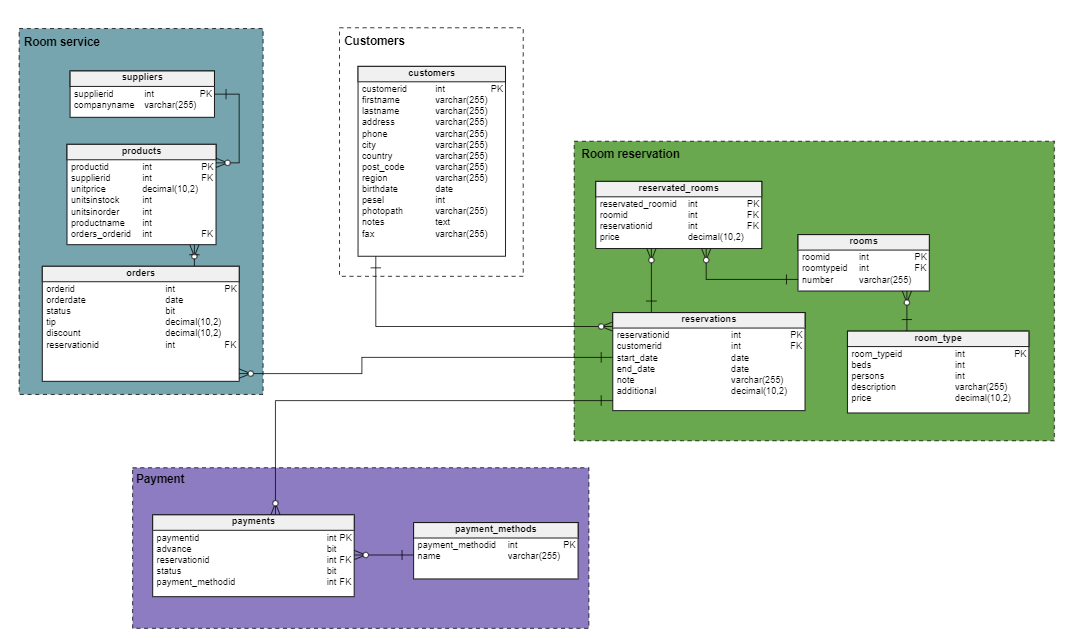 Room service
suppliers
supplierid int PK
companyname varchar(255)
products
productid int PK
supplierid int FK
unitprice decimal(10,2)
unitsinstock int
unitsinorder int
productname int
orders_orderid int FK
orders
orderid int PK
orderdate date
status bit
tip decimal(10,2)
discount decimal(10,2)
reservationid int FK
Customers
customers
customerid int PK
firstname varchar(255)
lastname varchar(255)
address varchar(255)
phone varchar(255)
city varchar(255)
country varchar(255)
post_code varchar(255)
region varchar(255)
birthdate date
pesel int
photopath varchar(255)
notes text
fax varchar(255)
Room reservation
reservated_rooms
reservated_roomid int PK
roomid int FK
reservationid int FK
price decimal(10,2)
rooms
roomid int PK
roomtypeid int FK
number varchar(255)
reservations
reservationid int PK
customerid int FK
start_date date
end_date date
note varchar(255)
additional decimal(10,2)
room_type
room_typeid int PK
beds int
persons int
description varchar(255)
price decimal(10,2)
Payment
payments
paymentid int PK
advance bit
reservationid int FK
status bit
payment_methodid int FK
payment_methods
payment_methodid int PK
name varchar(255)